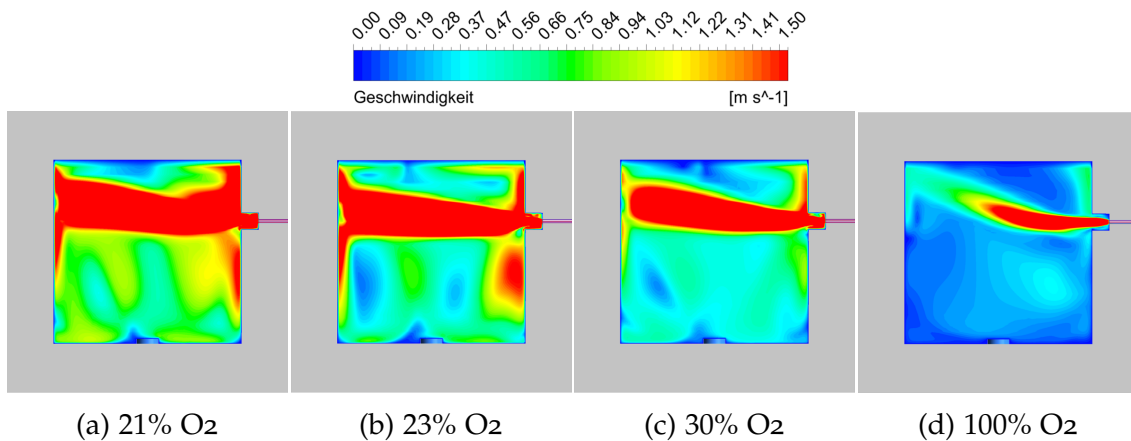 0.00 0.09 0.19 0.28 0.37 0.47 0.56 0.66 0.75 0.84 0.94 1.03 1.12 1.22 1.31 1.41 1.50
Geschwindigkeit [m s^-1]
(a) 21% O2 (b) 23% O2 (c) 30% O2 (d) 100% O2